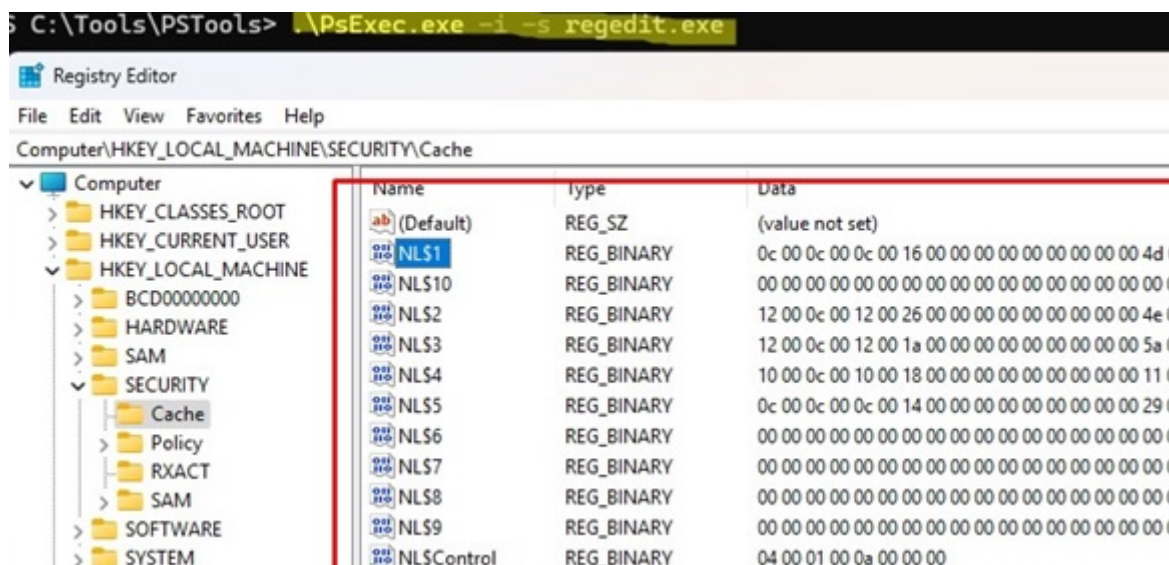 S C:\Tools\PSTools> .\PsExec.exe -i -s regedit.exe
Registry Editor
File Edit View Favorites Help
Computer\HKEY_LOCAL_MACHINE\SECURITY\Cache
Computer
HKEY_CLASSES_ROOT
HKEY_CURRENT_USER
HKEY_LOCAL_MACHINE
BCD00000000
HARDWARE
SAM
SECURITY
Cache
Policy
RXACT
SAM
SOFTWARE
SYSTEM
Name Type Data
(Default) REG_SZ (value not set)
NL$1 REG_BINARY 0c 00 0c 00 0c 00 16 00 00 00 00 00 00 00 00 00 4d
NL$10 REG_BINARY 00 00 00 00 00 00 00 00 00 00 00 00 00 00 00 00 00
NL$2 REG_BINARY 12 00 0c 00 12 00 26 00 00 00 00 00 00 00 00 00 4e
NL$3 REG_BINARY 12 00 0c 00 12 00 1a 00 00 00 00 00 00 00 00 00 5a
NL$4 REG_BINARY 10 00 0c 00 10 00 18 00 00 00 00 00 00 00 00 00 11
NL$5 REG_BINARY 0c 00 0c 00 0c 00 14 00 00 00 00 00 00 00 00 00 29
NL$6 REG_BINARY 00 00 00 00 00 00 00 00 00 00 00 00 00 00 00 00 00
NL$7 REG_BINARY 00 00 00 00 00 00 00 00 00 00 00 00 00 00 00 00 00
NL$8 REG_BINARY 00 00 00 00 00 00 00 00 00 00 00 00 00 00 00 00 00
NL$9 REG_BINARY 00 00 00 00 00 00 00 00 00 00 00 00 00 00 00 00 00
NL$Control REG_BINARY 04 00 01 00 0a 00 00 00